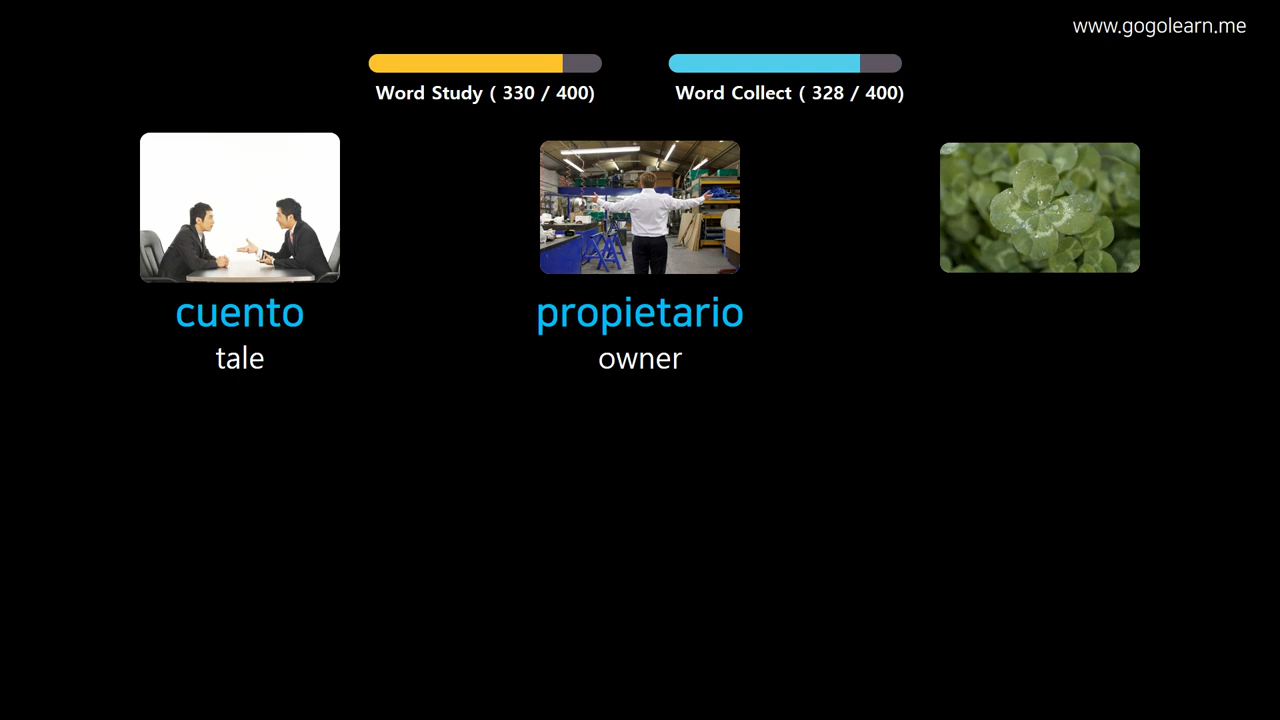 www.gogolearn.me
Word Study ( 330 / 400)
Word Collect ( 328 / 400)
cuento
tale
propietario
owner